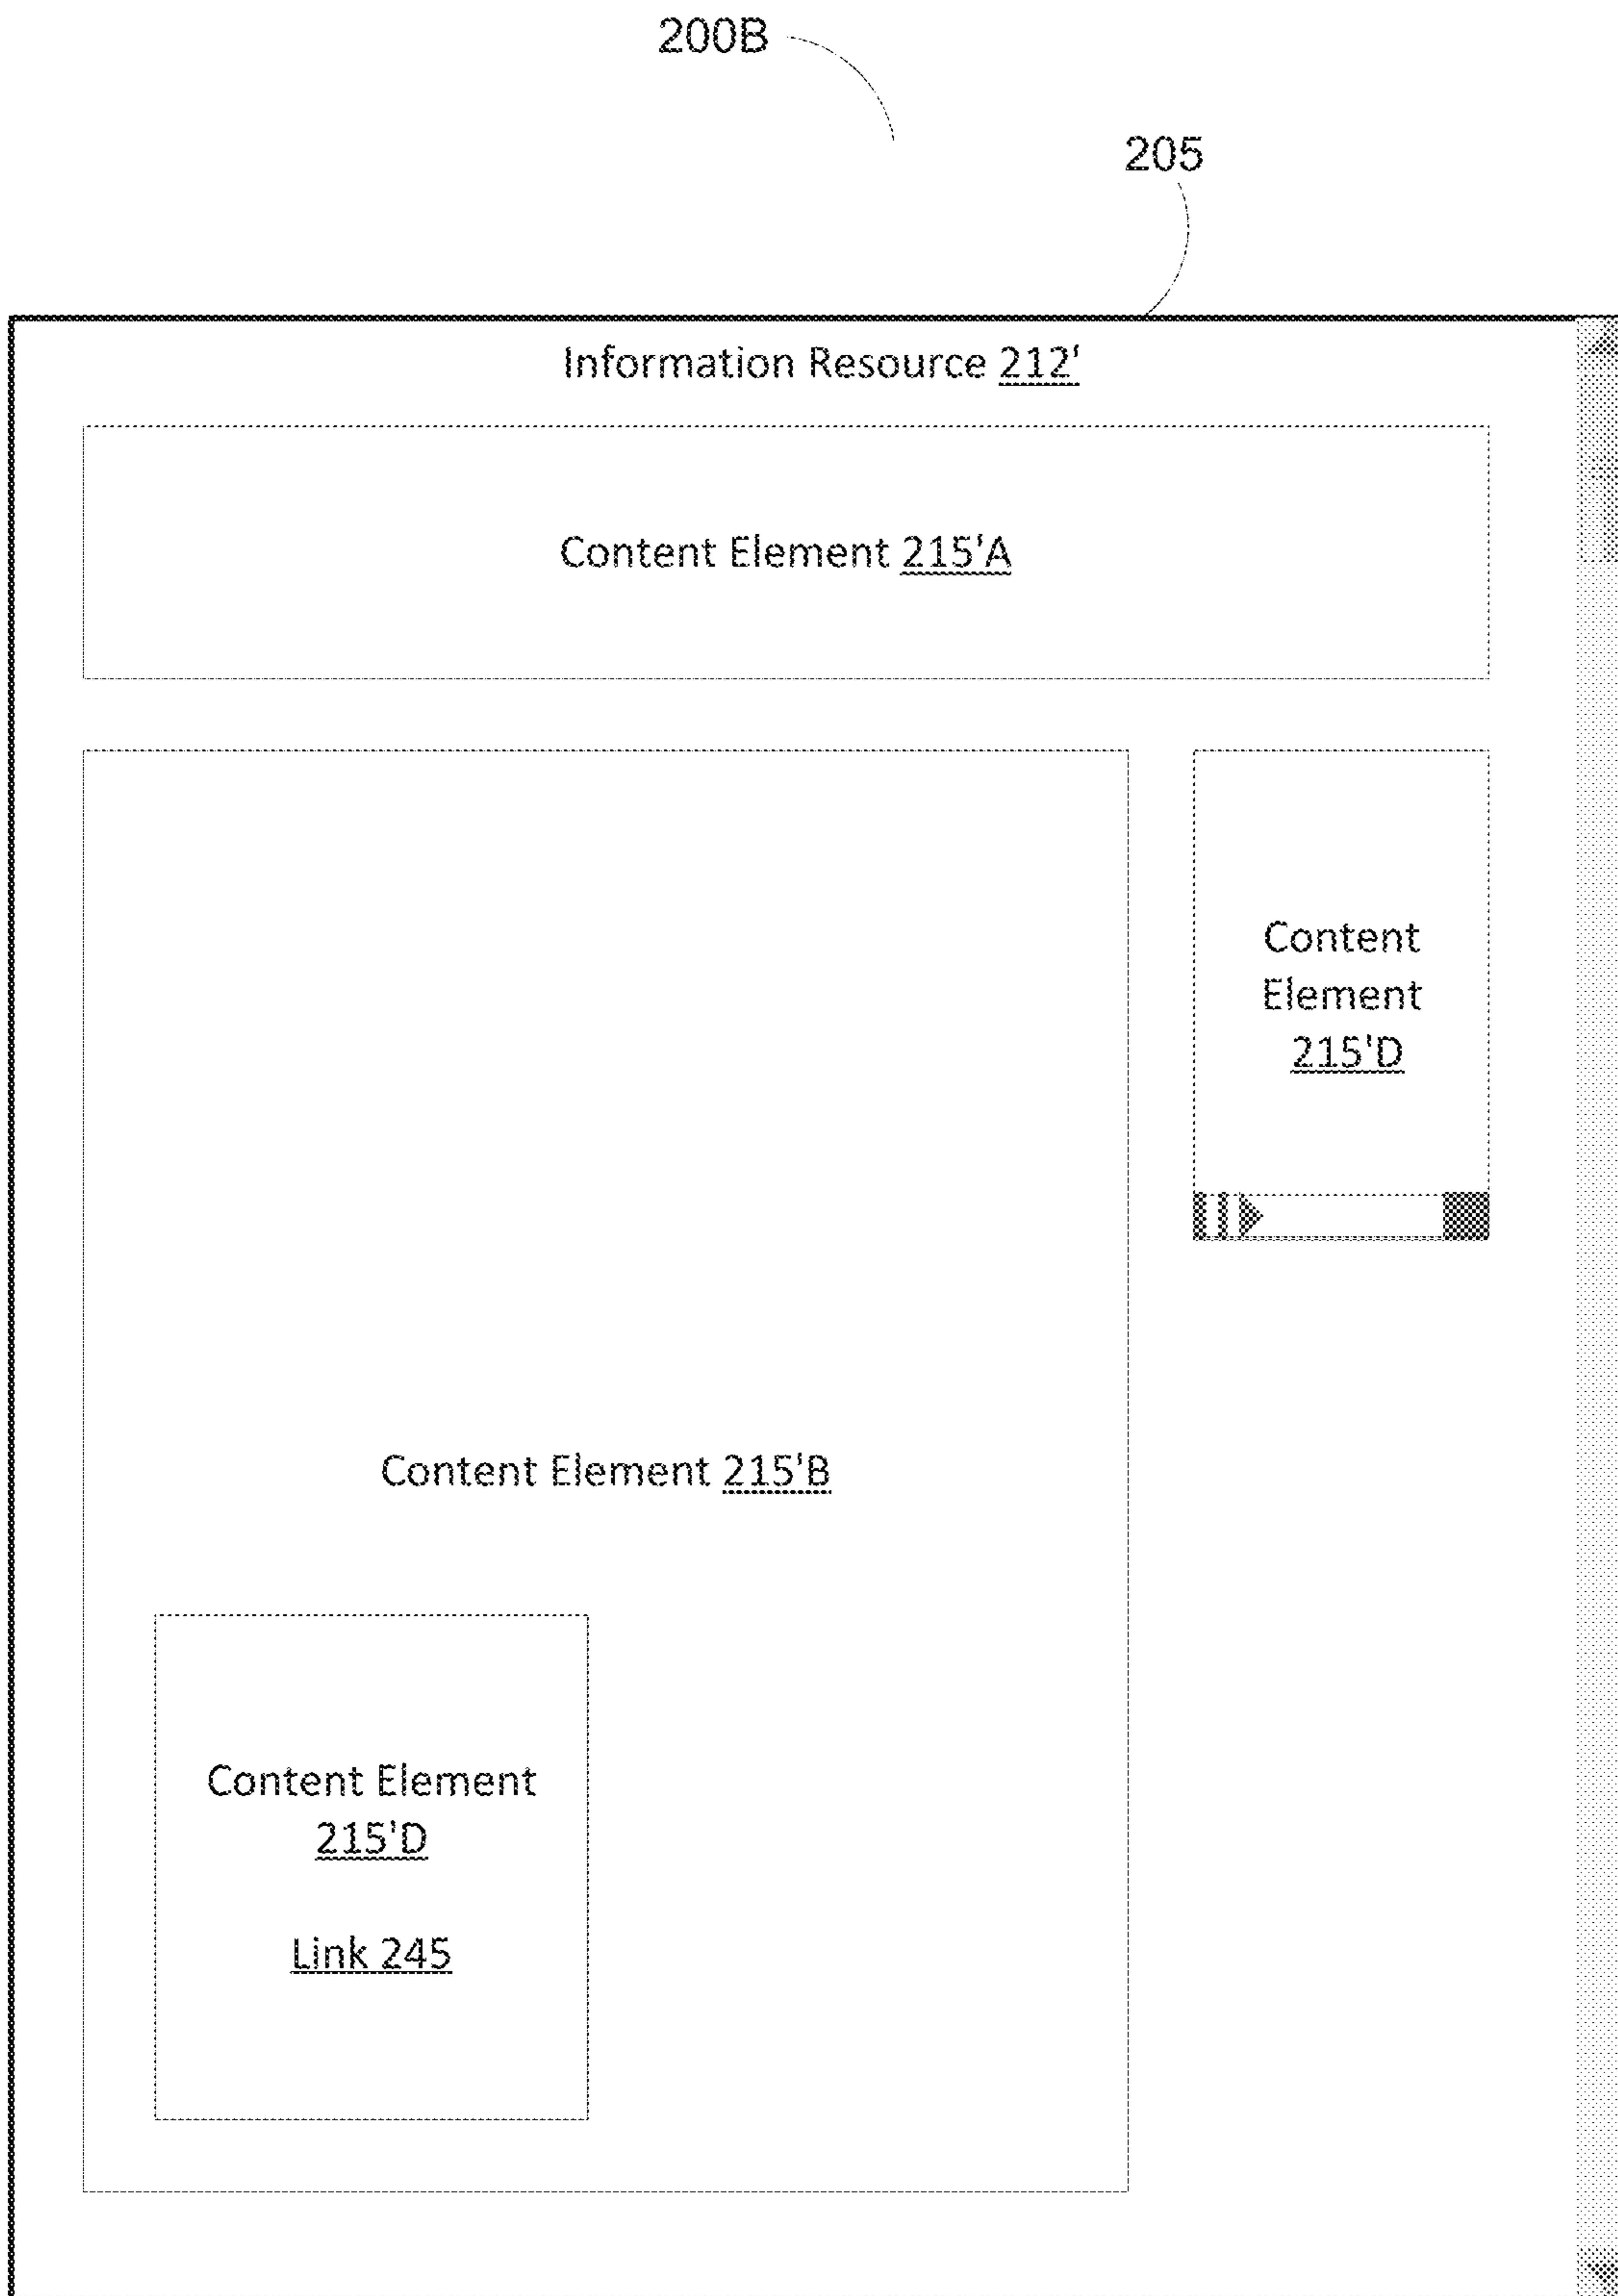 200B
205
Information Resource 212'
Content Element 215'A
Content
Element
215'D
Content Element 215'B
Content Element
215'D
Link 245